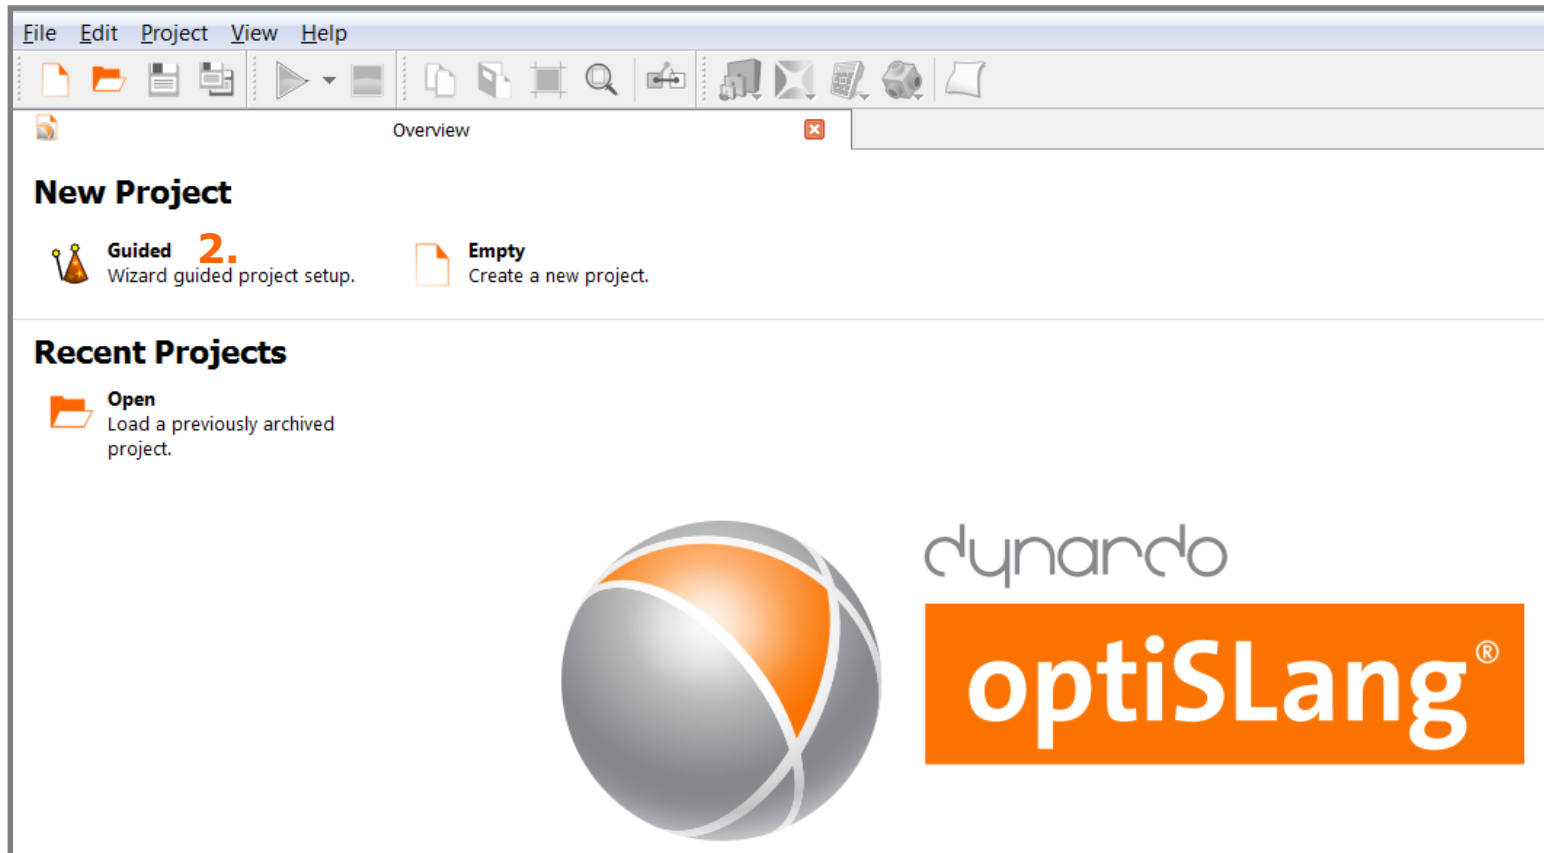 File Edit Project View Help
Overview
New Project
Guided 2.
Wizard guided project setup.
Empty
Create a new project.
Recent Projects
Open
Load a previously archived
project.
dynardo
optiSLang®